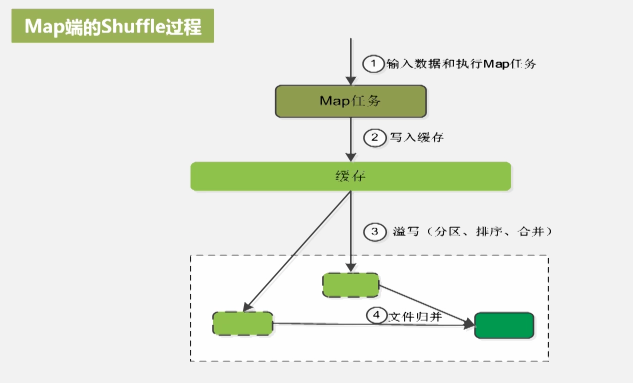 Map端的Shuffle过程
① 输入数据和执行Map任务
Map任务
② 写入缓存
缓存
③ 溢写（分区、排序、合并）
④ 文件归并